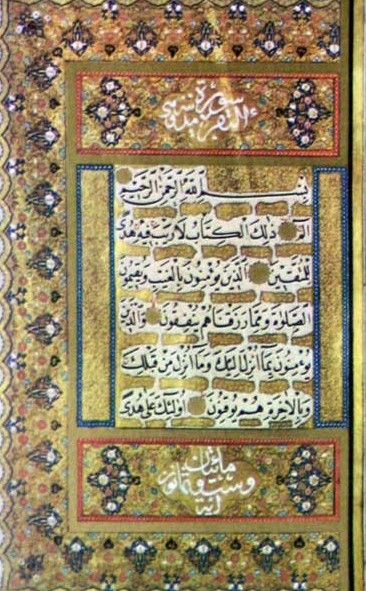 سورة
البقرة مدنية
بسم الله الرحمن الرحيم
الم ذلك الكتاب لا ريب فيه هدى
للمتقين الذين يؤمنون بالغيب ويقيمون
الصلوة ومما رزقناهم ينفقون والذين
يؤمنون بما انزل اليك وما انزل من قبلك
وبالاخرة هم يوقنون اولئك على هدى
مائتان
وست وثمانون
آية